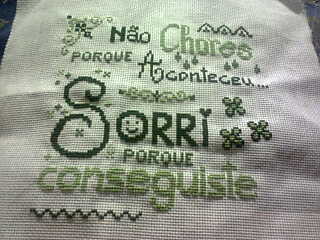 Não Chores
PORQUE Aconteceu...
SORRI
PORQUE
conseguiste